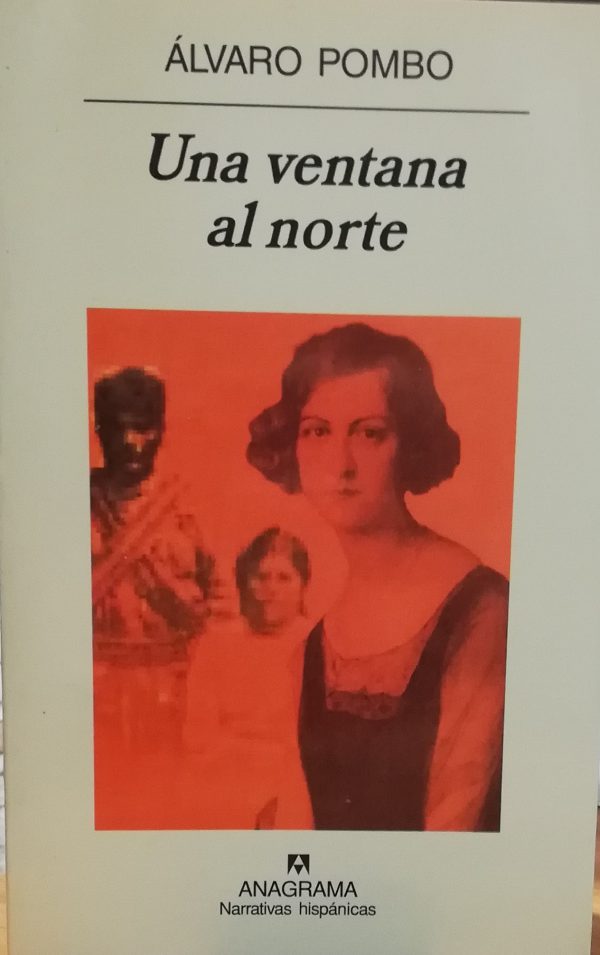 ÁLVARO POMBO
Una ventana
al norte
ANAGRAMA
Narrativas hispánicas